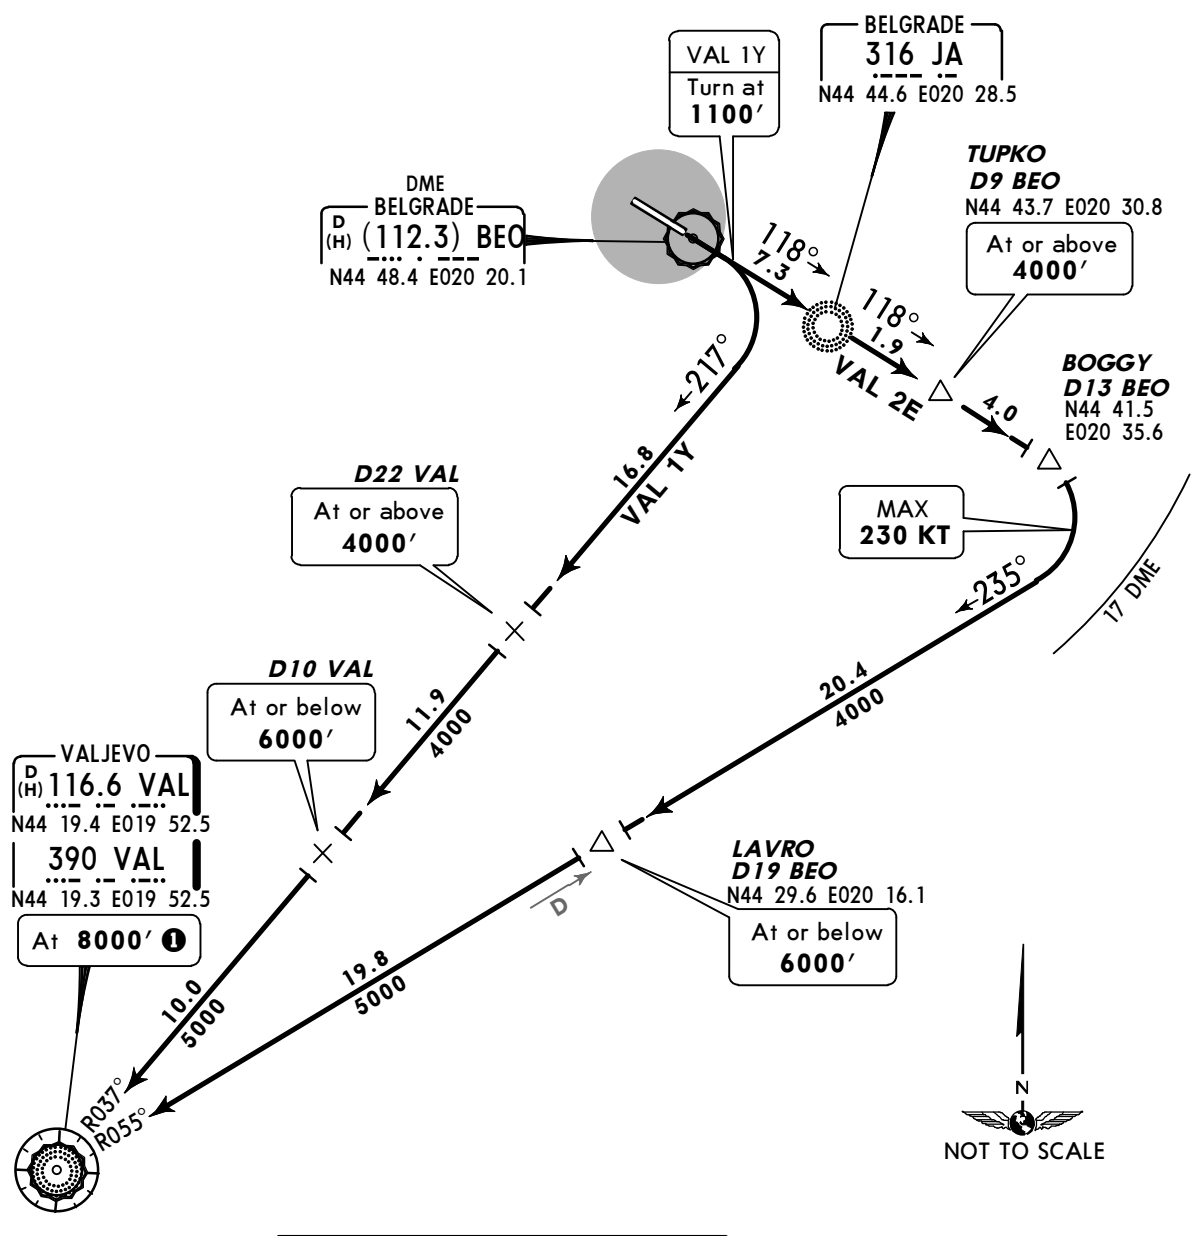 VAL 1Y
Turn at
1100′
BELGRADE
316 JA
N44 44.6 E020 28.5
TUPKO
D9 BEO
N44 43.7 E020 30.8
At or above
4000′
DME
BELGRADE
D
(H) (112.3) BEO
N44 48.4 E020 20.1
118°
7.3
118°
1.9
VAL 2E
BOGGY
D13 BEO
N44 41.5
E020 35.6
4.0
217°
16.8
VAL 1Y
D22 VAL
At or above
4000′
MAX
230 KT
235°
17 DME
D10 VAL
At or below
6000′
11.9
4000
20.4
4000
VALJEVO
D
(H) 116.6 VAL
N44 19.4 E019 52.5
390 VAL
N44 19.3 E019 52.5
At 8000′ 1
LAVRO
D19 BEO
N44 29.6 E020 16.1
At or below
6000′
D
19.8
5000
10.0
5000
R037°
R055°
N
NOT TO SCALE